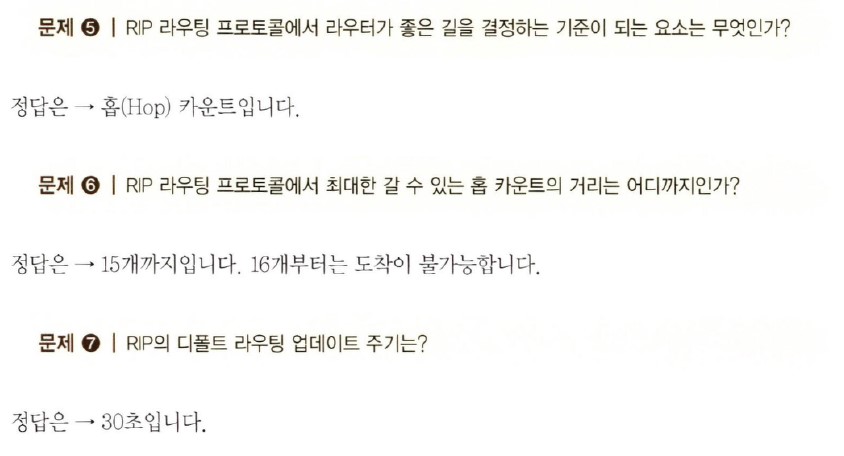 문제 ❺ | RIP 라우팅 프로토콜에서 라우터가 좋은 길을 결정하는 기준이 되는 요소는 무엇인가?
정답은 → 홉(Hop) 카운트입니다.
문제 ❻ | RIP 라우팅 프로토콜에서 최대한 갈 수 있는 홉 카운트의 거리는 어디까지인가?
정답은 → 15개까지입니다. 16개부터는 도착이 불가능합니다.
문제 ❼ | RIP의 디폴트 라우팅 업데이트 주기는?
정답은 → 30초입니다.